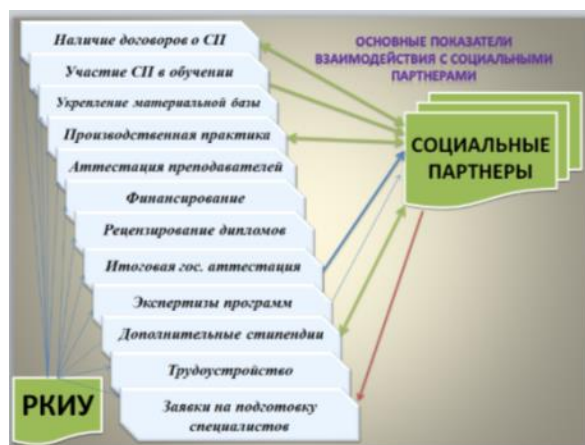 ОСНОВНЫЕ ПОКАЗАТЕЛИ
ВЗАИМОДЕЙСТВИЯ С СОЦИАЛЬНЫМИ
ПАРТНЕРАМИ
Наличие договоров о СП
Участие СП в обучении
Укрепление материальной базы
Производственная практика
Аттестация преподавателей
Финансирование
Рецензирование дипломов
Итоговая гос. аттестация
Экспертизы программ
Дополнительные стипендии
Трудоустройство
Заявки на подготовку
специалистов
СОЦИАЛЬНЫЕ
ПАРТНЕРЫ
РКИУ